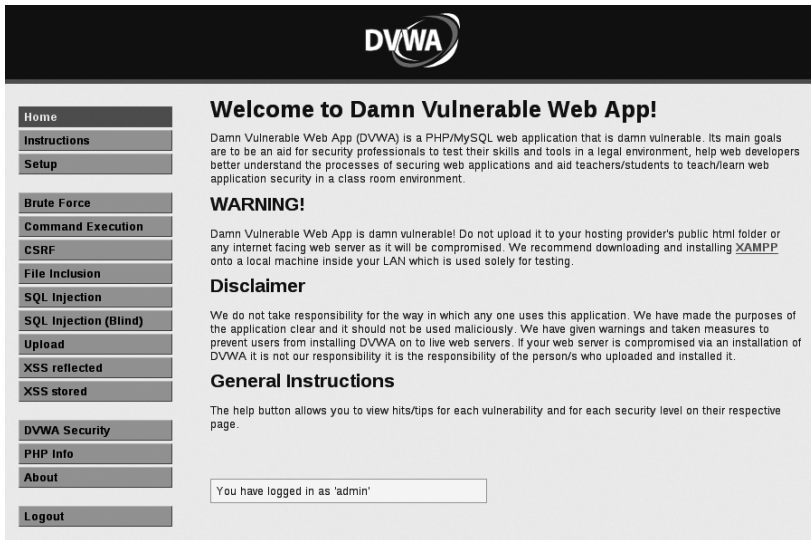 DVWA
Home
Instructions
Setup
Brute Force
Command Execution
CSRF
File Inclusion
SQL Injection
SQL Injection (Blind)
Upload
XSS reflected
XSS stored
DVWA Security
PHP Info
About
Logout
Welcome to Damn Vulnerable Web App!
Damn Vulnerable Web App (DVWA) is a PHP/MySQL web application that is damn vulnerable. Its main goals
are to be an aid for security professionals to test their skills and tools in a legal environment, help web developers
better understand the processes of securing web applications and aid teachers/students to teach/learn web
application security in a class room environment.
WARNING!
Damn Vulnerable Web App is damn vulnerable! Do not upload it to your hosting provider's public html folder or
any internet facing web server as it will be compromised. We recommend downloading and installing XAMPP
onto a local machine inside your LAN which is used solely for testing.
Disclaimer
We do not take responsibility for the way in which any one uses this application. We have made the purposes of
the application clear and it should not be used maliciously. We have given warnings and taken measures to
prevent users from installing DVWA on to live web servers. If your web server is compromised via an installation of
DVWA it is not our responsibility it is the responsibility of the person/s who uploaded and installed it.
General Instructions
The help button allows you to view hits/tips for each vulnerability and for each security level on their respective
page.
You have logged in as 'admin'